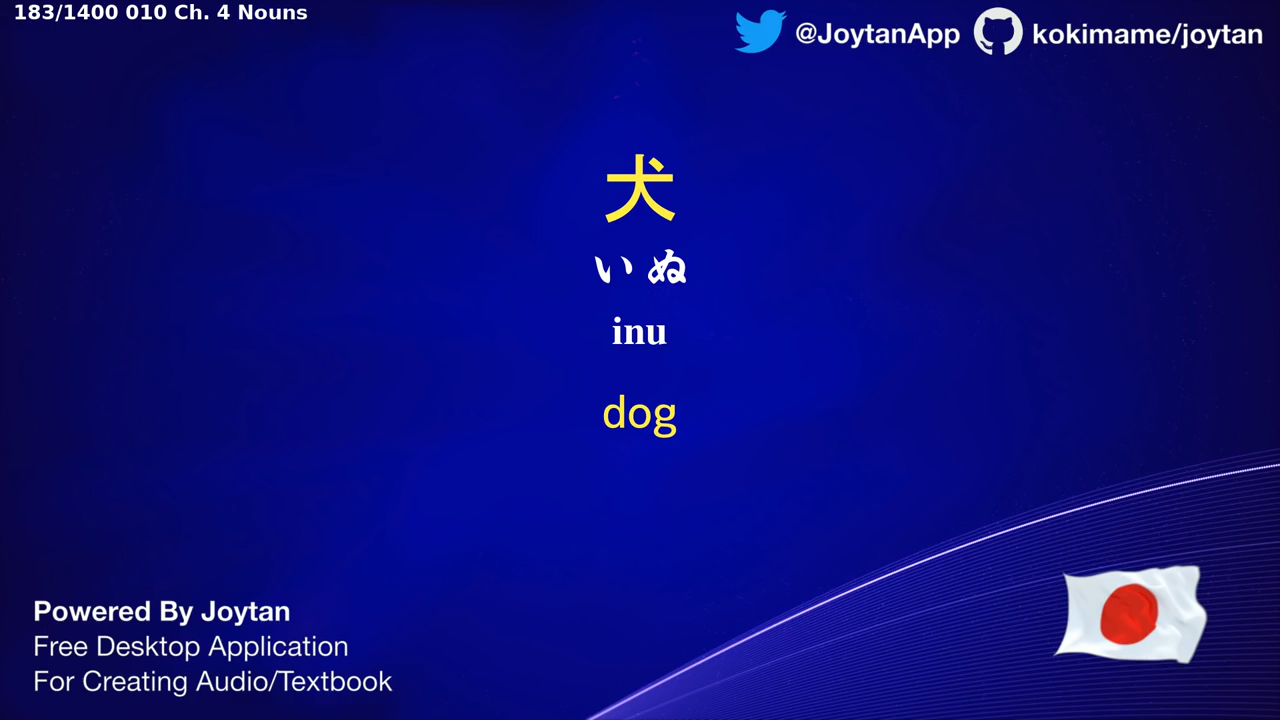 183/1400 010 Ch. 4 Nouns
@JoytanApp kokimame/joytan
犬
いぬ
inu
dog
Powered By Joytan
Free Desktop Application
For Creating Audio/Textbook